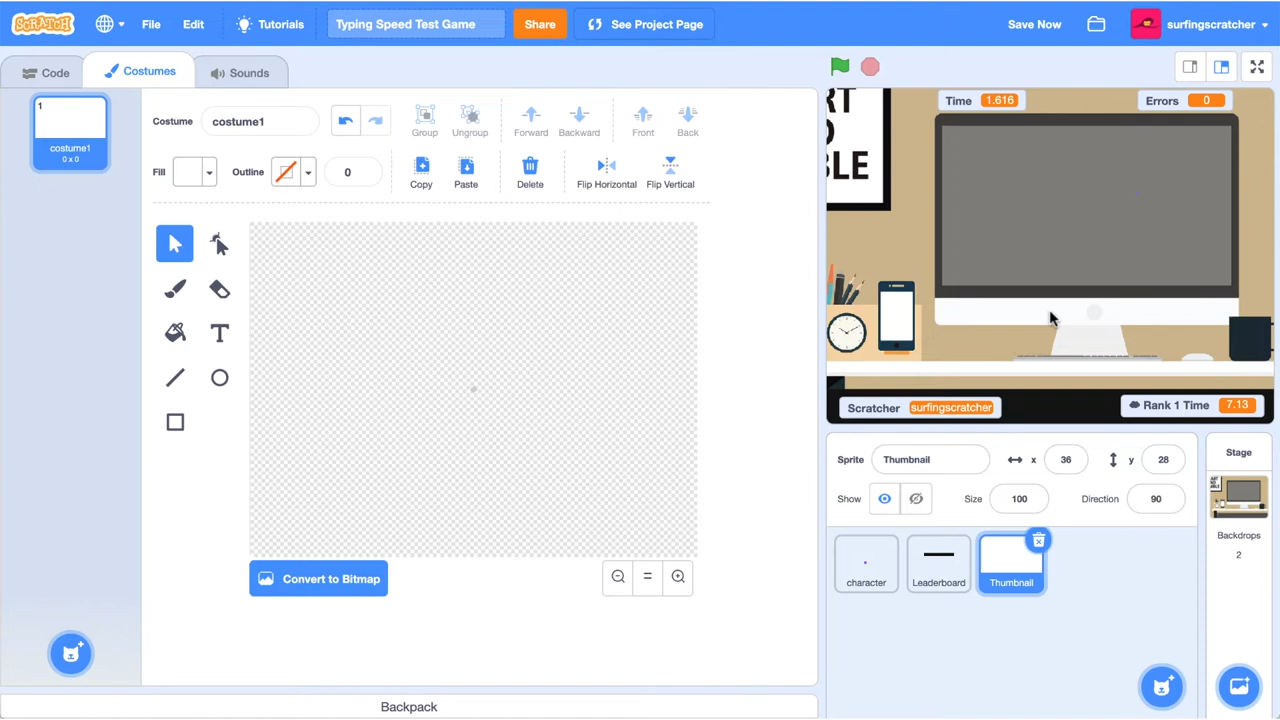 SCRATCH File Edit Tutorials Typing Speed Test Game Share See Project Page Save Now surfingscratcher
Code Costumes Sounds
1
costume1
0 x 0
Costume costume1 Group Ungroup Forward Backward Front Back
Fill Outline 0 Copy Paste Delete Flip Horizontal Flip Vertical
T
Convert to Bitmap
Backpack
Time 1.616 Errors 0
RT
O
BLE
Scratcher surfingscratcher Rank 1 Time 7.13
Sprite Thumbnail x 36 y 28
Show Size 100 Direction 90
character Leaderboard Thumbnail
Stage
ART
Backdrops
2